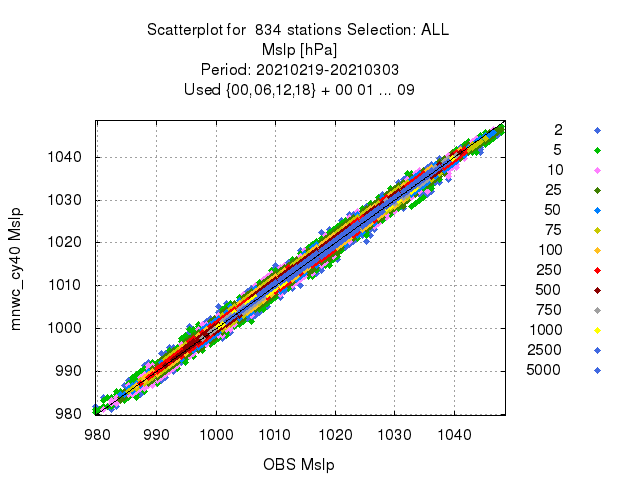 Scatterplot for 834 stations Selection: ALL
Mslp [hPa]
Period: 20210219-20210303
Used {00,06,12,18} + 00 01 ... 09
mnwc_cy40 Mslp
1040
1030
1020
1010
1000
990
980
980 990 1000 1010 1020 1030 1040
OBS Mslp
2
5
10
25
50
75
100
250
500
750
1000
2500
5000